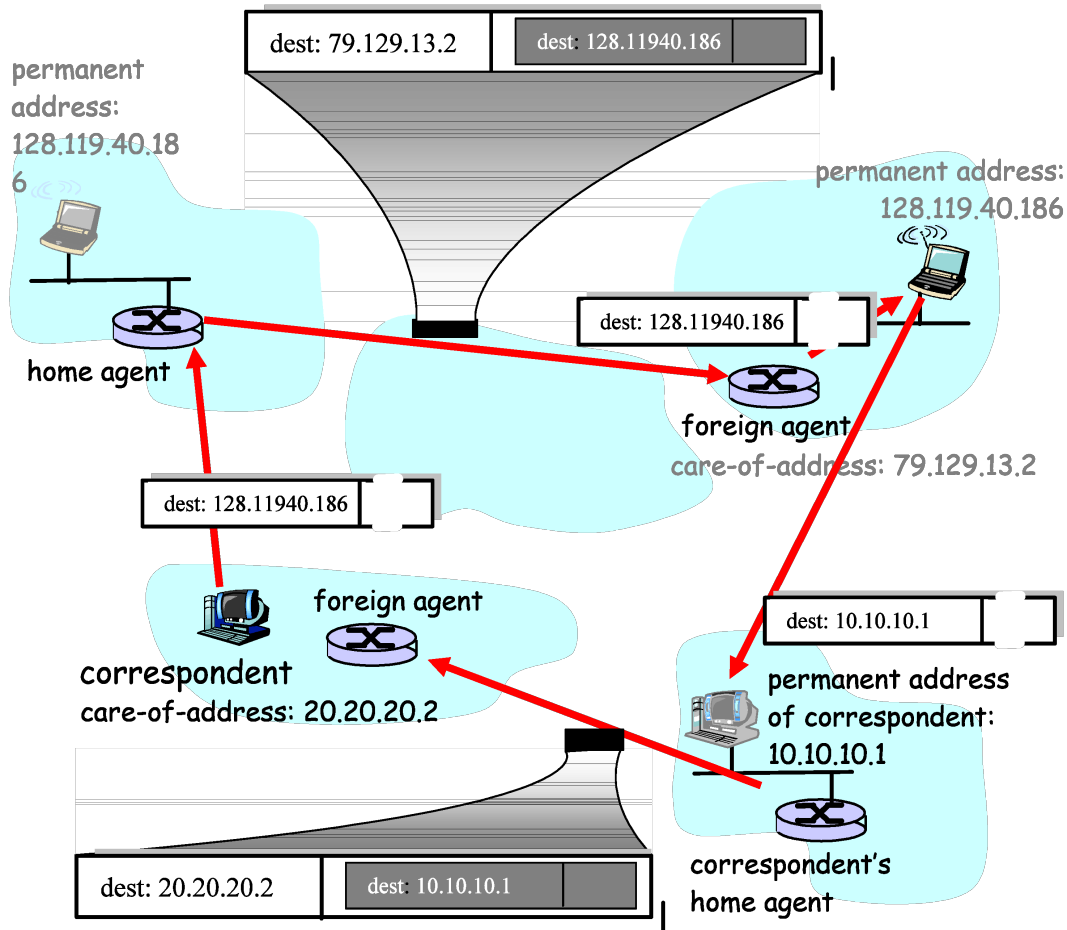 dest: 79.129.13.2
dest: 128.11940.186
permanent
address:
128.119.40.18
6
permanent address:
128.119.40.186
dest: 128.11940.186
home agent
foreign agent
care-of-address: 79.129.13.2
dest: 128.11940.186
foreign agent
dest: 10.10.10.1
correspondent
care-of-address: 20.20.20.2
permanent address
of correspondent:
10.10.10.1
dest: 20.20.20.2
dest: 10.10.10.1
correspondent's
home agent